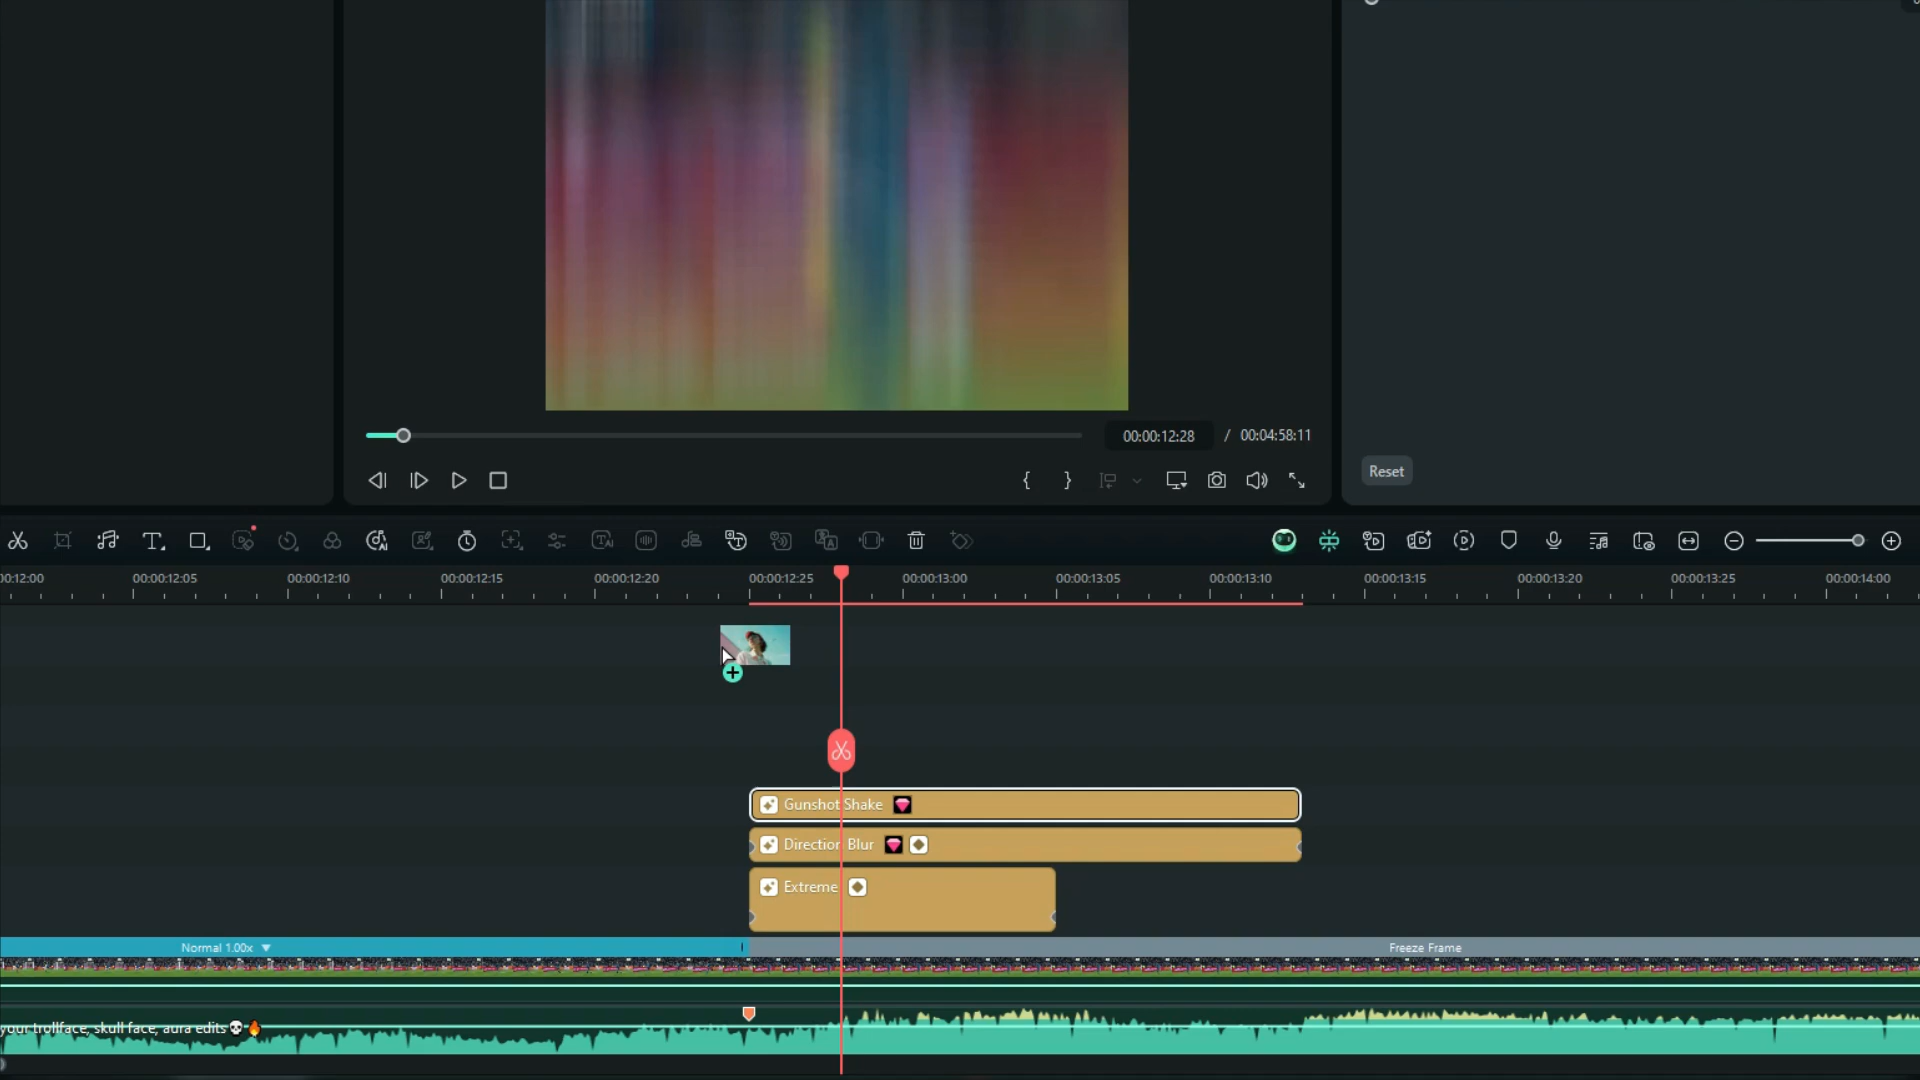 00:00:12:28 / 00:04:58:11
Reset
00:12:00 00:00:12:05 00:00:12:10 00:00:12:15 00:00:12:20 00:00:12:25 00:00:13:00 00:00:13:05 00:00:13:10 00:00:13:15 00:00:13:20 00:00:13:25 00:00:14:00
Gunshot Shake
Direction Blur
Extreme
Normal 1.00x Freeze Frame
your trollface, skull face, aura edits💀🔥